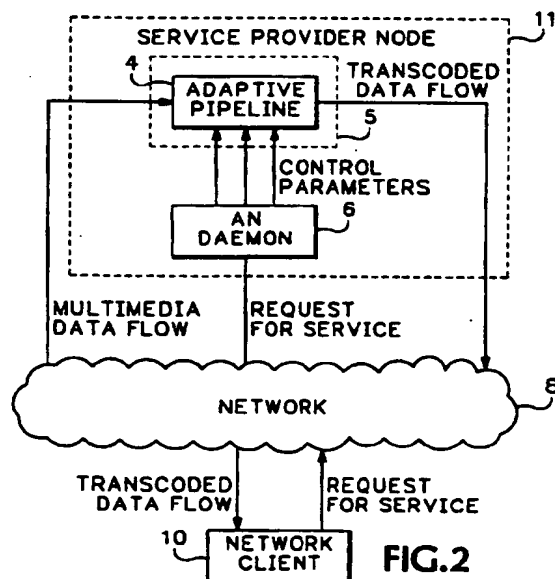 11
SERVICE PROVIDER NODE
4
ADAPTIVE
PIPELINE
TRANSCODED
DATA FLOW
5
CONTROL
PARAMETERS
AN
DAEMON
6
MULTIMEDIA
DATA FLOW
REQUEST
FOR SERVICE
NETWORK
8
TRANSCODED
DATA FLOW
REQUEST
FOR SERVICE
10
NETWORK
CLIENT
FIG.2